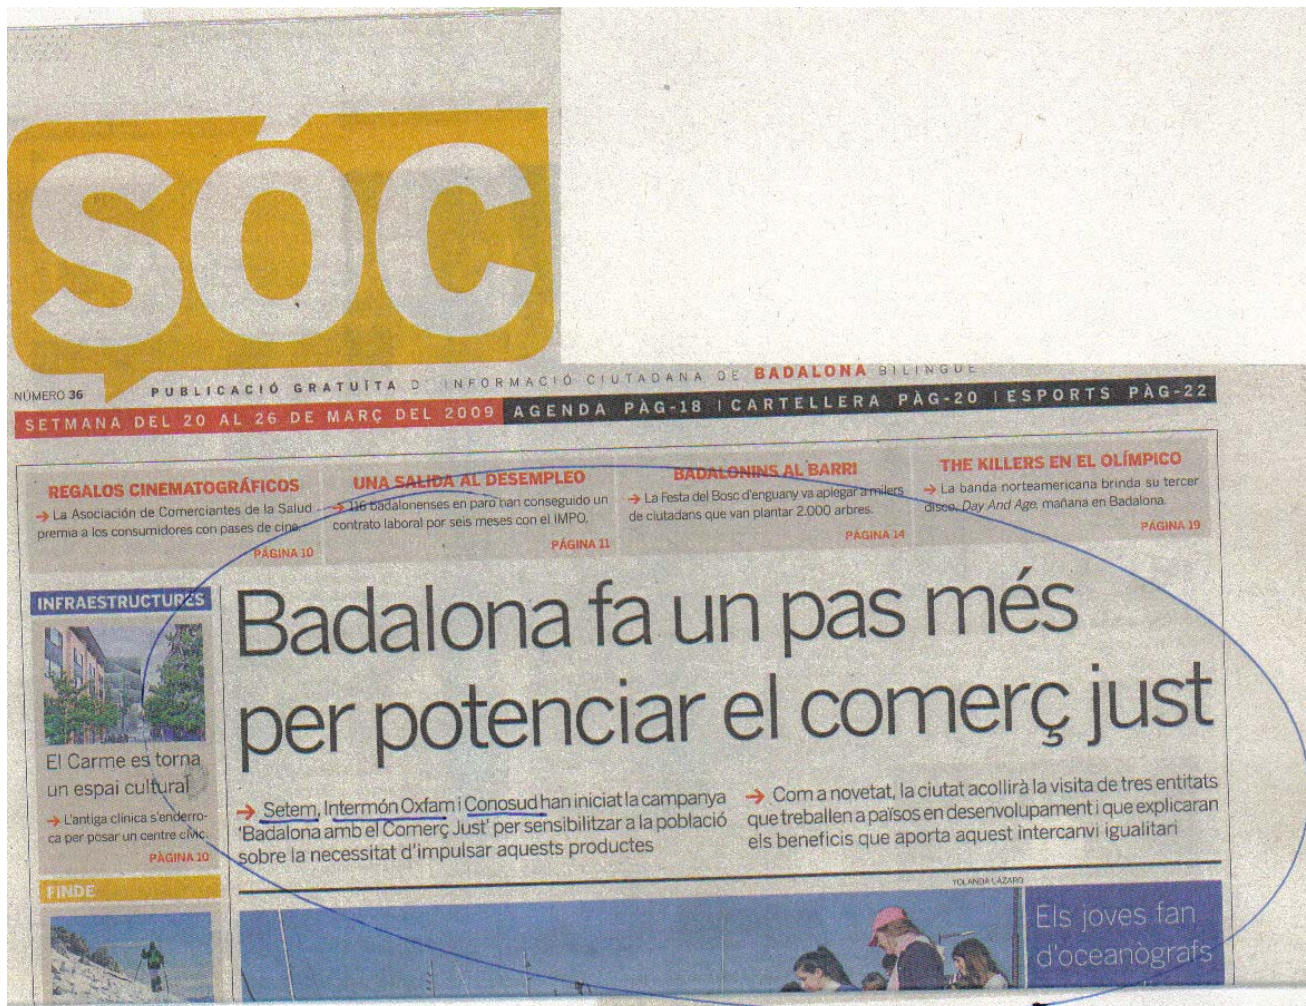 SÓC
NÚMERO 36
PUBLICACIÓ GRATUÏTA D'INFORMACIÓ CIUTADANA DE BADALONA BILINGÜE
SETMANA DEL 20 AL 26 DE MARÇ DEL 2009 AGENDA PÀG-18 | CARTELLERA PÀG-20 | ESPORTS PÀG-22
REGALOS CINEMATOGRÁFICOS
→ La Asociación de Comerciantes de la Salud
premia a los consumidores con pases de cine.
PÁGINA 10
UNA SALIDA AL DESEMPLEO
→ 116 badalonenses en paro han conseguido un
contrato laboral por seis meses con el IMPO.
PÁGINA 11
BADALONINS AL BARRI
→ La Festa del Bosc d'enguany va aplegar a milers
de ciutadans que van plantar 2.000 arbres.
PÀGINA 14
THE KILLERS EN EL OLÍMPICO
→ La banda norteamericana brinda su tercer
disco, Day And Age, mañana en Badalona.
PÁGINA 19
INFRAESTRUCTURES
El Carme es torna
un espai cultural
→ L'antiga clínica s'enderro-
ca per posar un centre cívic.
PÀGINA 10
FINDE
Badalona fa un pas més
per potenciar el comerç just
→ Setem, Intermón Oxfam i Conosud han iniciat la campanya
'Badalona amb el Comerç Just' per sensibilitzar a la població
sobre la necessitat d'impulsar aquests productes
→ Com a novetat, la ciutat acollirà la visita de tres entitats
que treballen a països en desenvolupament i que explicaran
els beneficis que aporta aquest intercanvi igualitari
YOLANDA LÁZARO
Els joves fan
d'oceanògrafs